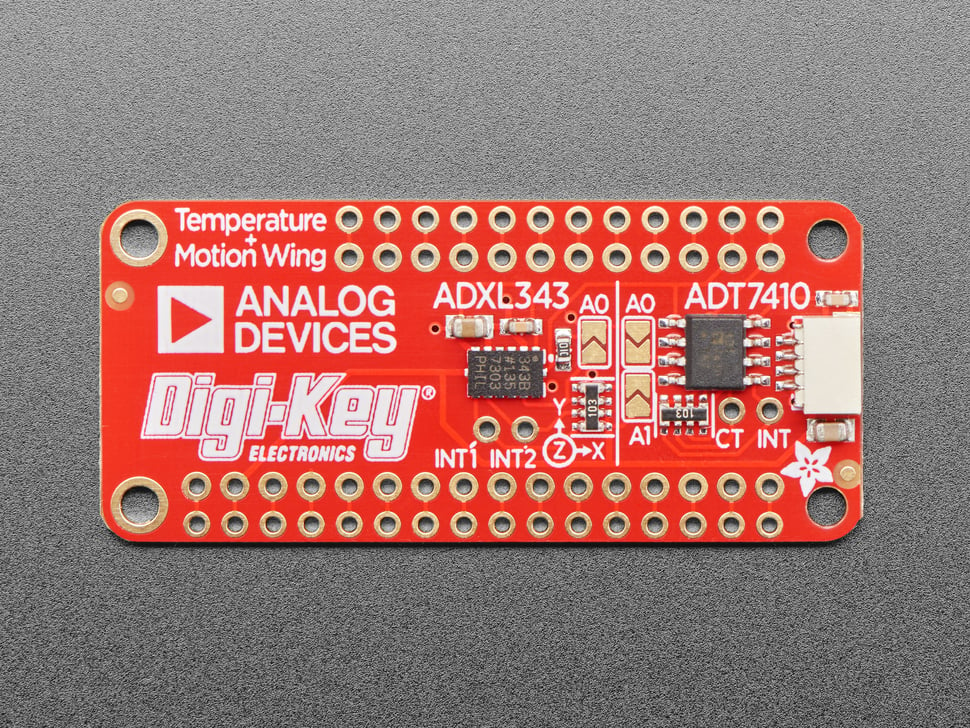 Temperature
+
Motion Wing
ANALOG
DEVICES
Digi-Key®
ELECTRONICS
ADXL343
A0
A0
ADT7410
343B
#135
7303
PHIL
103
103
A1
Y
Z
X
INT1
INT2
CT
INT